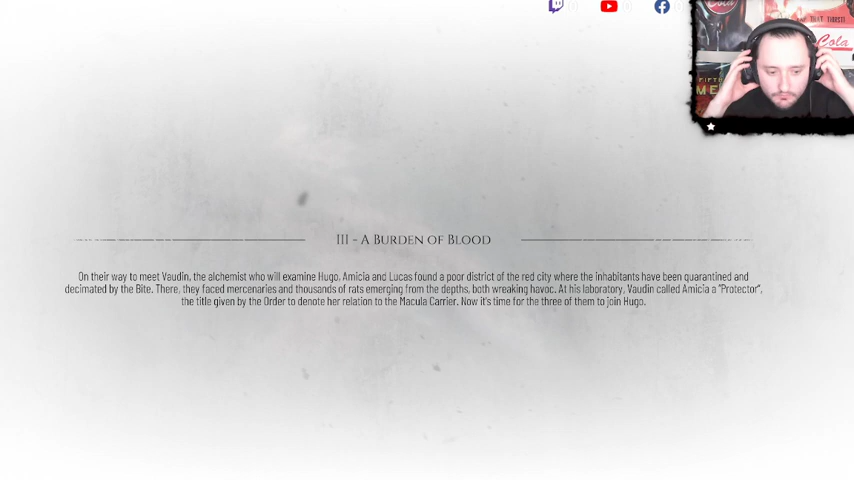 III - A Burden of Blood
On their way to meet Vaudin, the alchemist who will examine Hugo, Amicia and Lucas found a poor district of the red city where the inhabitants have been quarantined and
decimated by the Bite. There, they faced mercenaries and thousands of rats emerging from the depths, both wreaking havoc. At his laboratory, Vaudin called Amicia a "Protector",
the title given by the Order to denote her relation to the Macula Carrier. Now it's time for the three of them to join Hugo.
Cola